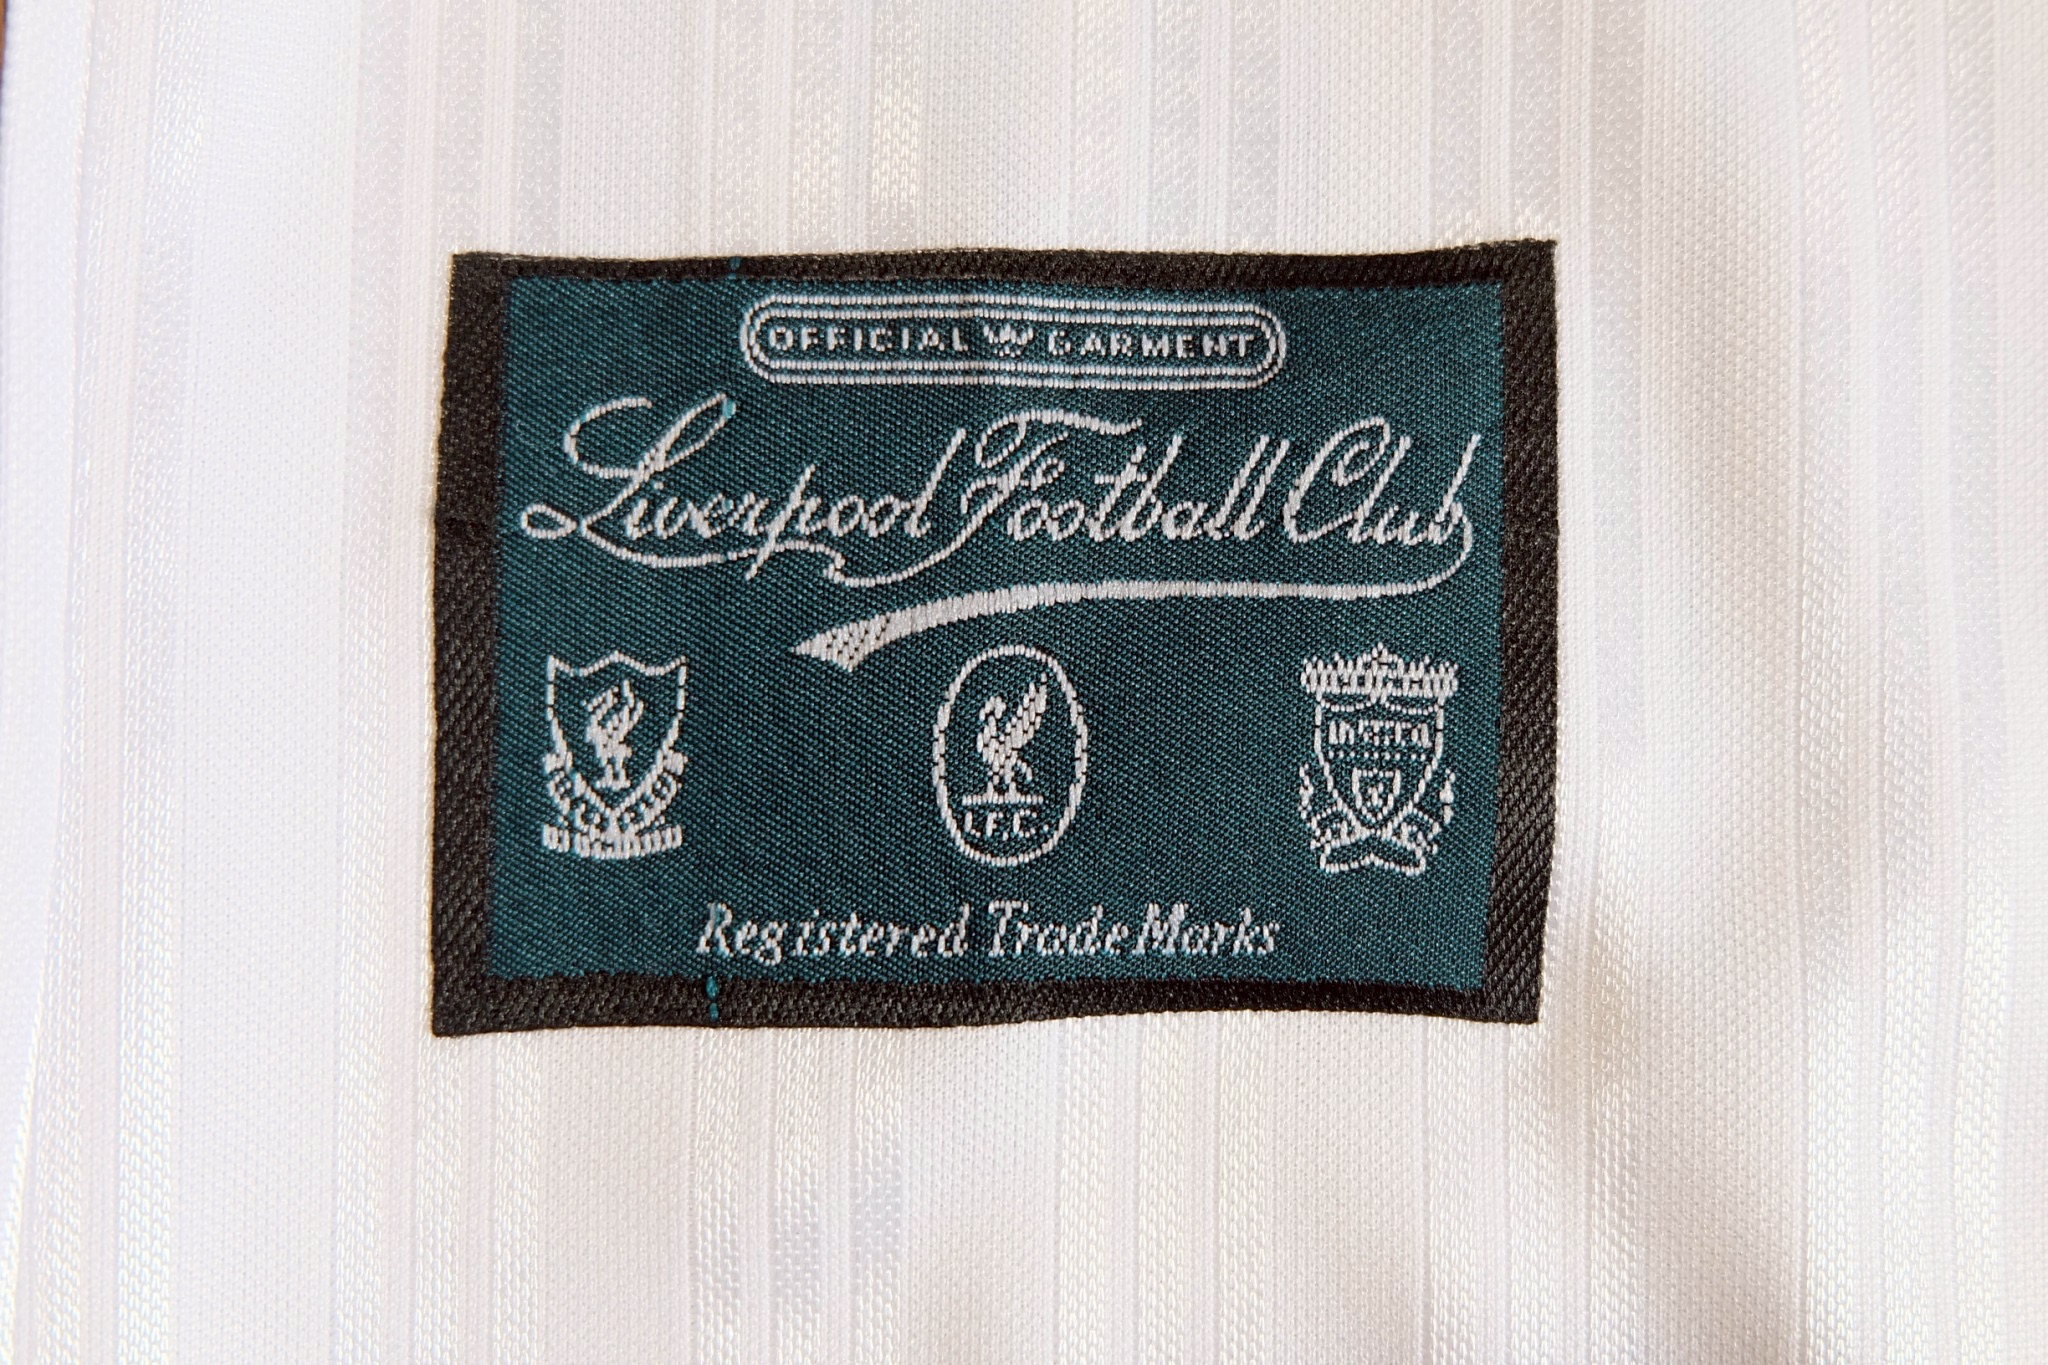 OFFICIAL GARMENT
Liverpool Football Club
L.F.C.
Registered Trade Marks